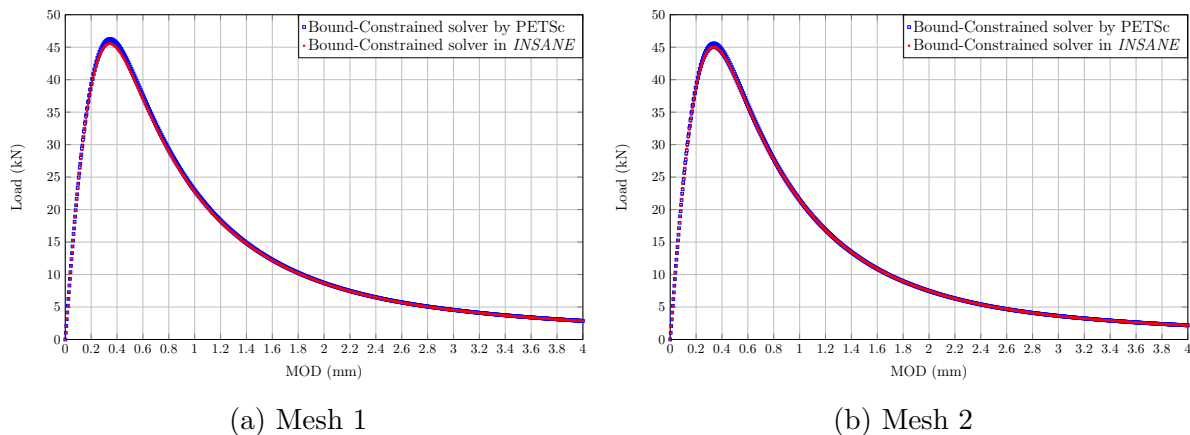 Bound-Constrained solver by PETSc
Bound-Constrained solver in INSANE
50
45
40
35
30
25
20
15
10
5
0
Load (kN)
0 0.2 0.4 0.6 0.8 1 1.2 1.4 1.6 1.8 2 2.2 2.4 2.6 2.8 3 3.2 3.4 3.6 3.8 4
MOD (mm)
(a) Mesh 1
Bound-Constrained solver by PETSc
Bound-Constrained solver in INSANE
50
45
40
35
30
25
20
15
10
5
0
Load (kN)
0 0.2 0.4 0.6 0.8 1 1.2 1.4 1.6 1.8 2 2.2 2.4 2.6 2.8 3 3.2 3.4 3.6 3.8 4
MOD (mm)
(b) Mesh 2